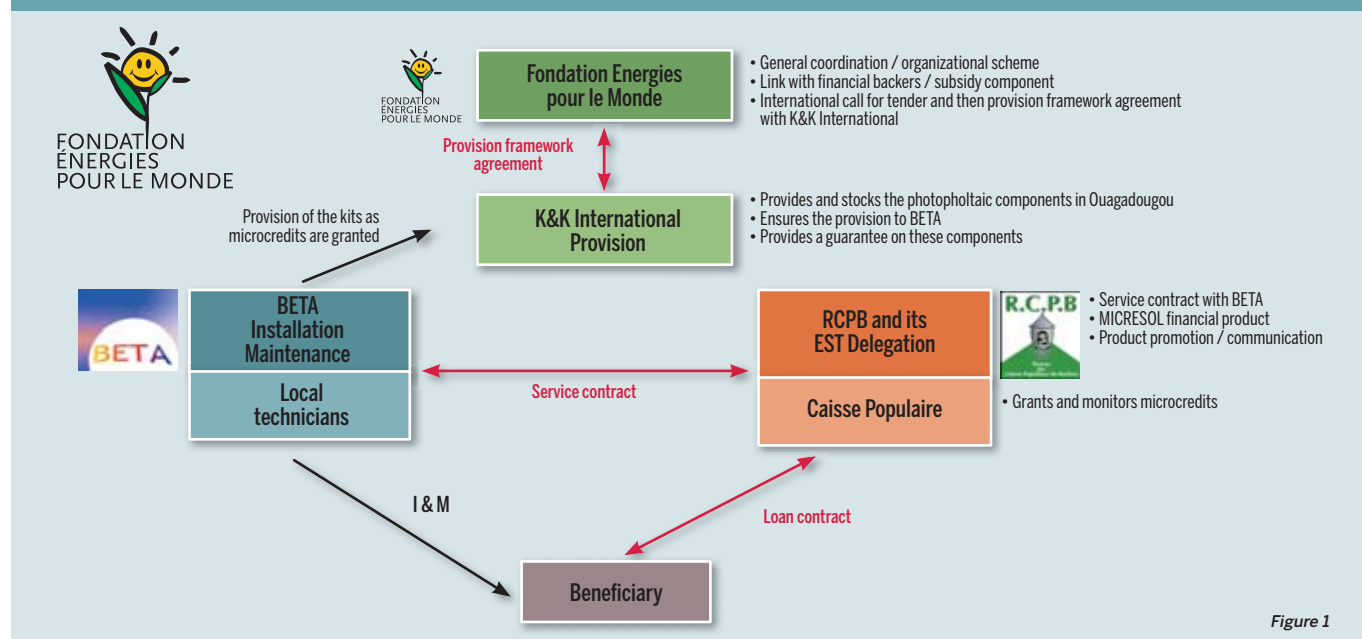 FONDATION
ÉNERGIES
POUR LE MONDE
FONDATION
ÉNERGIES
POUR LE MONDE
Fondation Energies
pour le Monde
• General coordination / organizational scheme
• Link with financial backers / subsidy component
• International call for tender and then provision framework agreement
with K&K International
Provision framework
agreement
Provision of the kits as
microcredits are granted
K&K International
Provision
• Provides and stocks the photopholtaic components in Ouagadougou
• Ensures the provision to BETA
• Provides a guarantee on these components
BETA
BETA
Installation
Maintenance
Local
technicians
Service contract
RCPB and its
EST Delegation
Caisse Populaire
R.C.P.B
• Service contract with BETA
• MICRESOL financial product
• Product promotion / communication
• Grants and monitors microcredits
I & M
Loan contract
Beneficiary
Figure 1